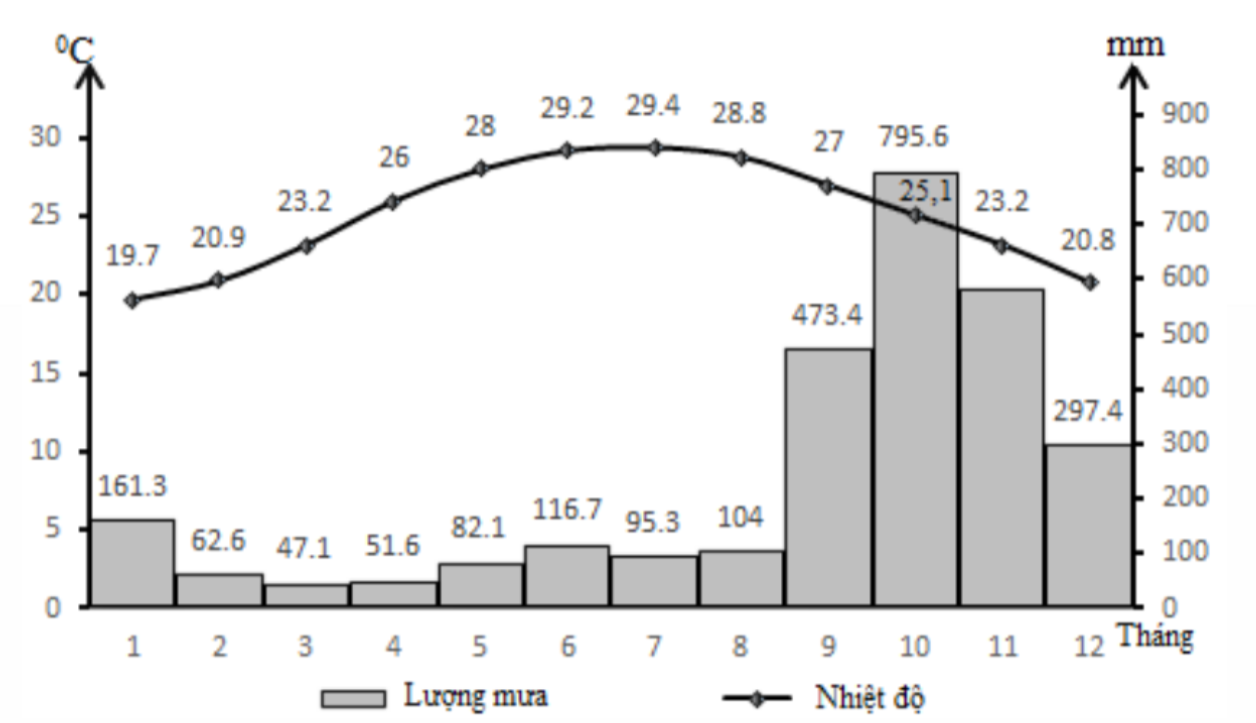 ⁰C mm
30 25 20 15 10 5 0
900 800 700 600 500 400 300 200 100 0
19.7 20.9 23.2 26 28 29.2 29.4 28.8 27 25,1 23.2 20.8
161.3 62.6 47.1 51.6 82.1 116.7 95.3 104 473.4 795.6 297.4
1 2 3 4 5 6 7 8 9 10 11 12 Tháng
Lượng mưa Nhiệt độ